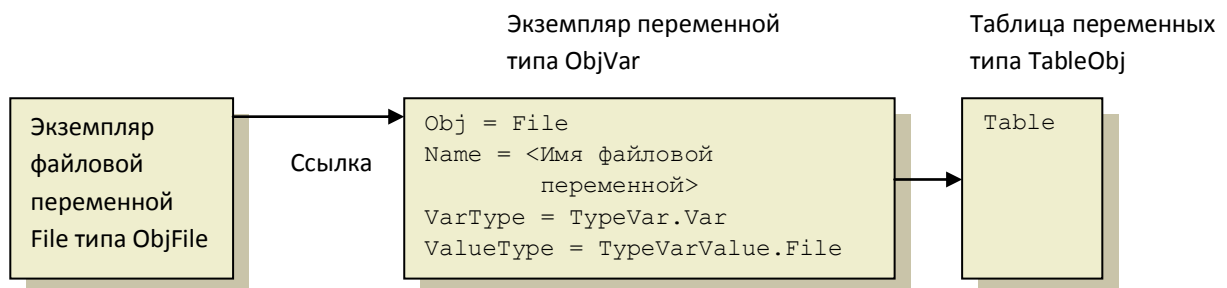 Экземпляр переменной
типа ObjVar
Таблица переменных
типа TableObj
Экземпляр
файловой
переменной
File типа ObjFile
Ссылка
Obj = File
Name = <Имя файловой
переменной>
VarType = TypeVar.Var
ValueType = TypeVarValue.File
Table